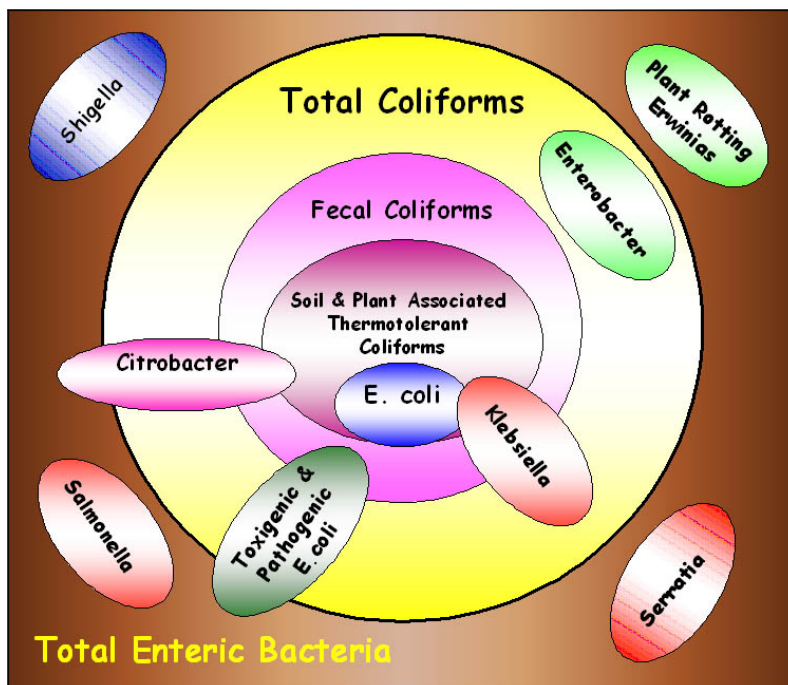 Shigella
Total Coliforms
Plant Rotting
Erwinias
Enterobacter
Fecal Coliforms
Soil & Plant Associated
Thermotolerant
Coliforms
Citrobacter
E. coli
Klebsiella
Salmonella
Toxigenic &
Pathogenic
E.coli
Serratia
Total Enteric Bacteria